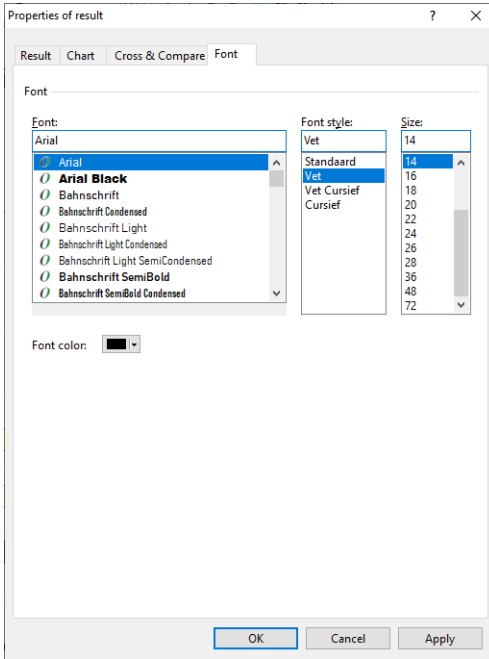 Properties of result ?
Result Chart Cross & Compare Font
Font
Font: Font style: Size:
Arial Vet 14
Arial Standaard 14
Arial Black Vet 16
Bahnschrift Vet Cursief 18
Bahnschrift Condensed Cursief 20
Bahnschrift Light 22
Bahnschrift Light Condensed 24
Bahnschrift Light SemiCondensed 26
Bahnschrift SemiBold 28
Bahnschrift SemiBold Condensed 36
48
72
Font color:
OK Cancel Apply